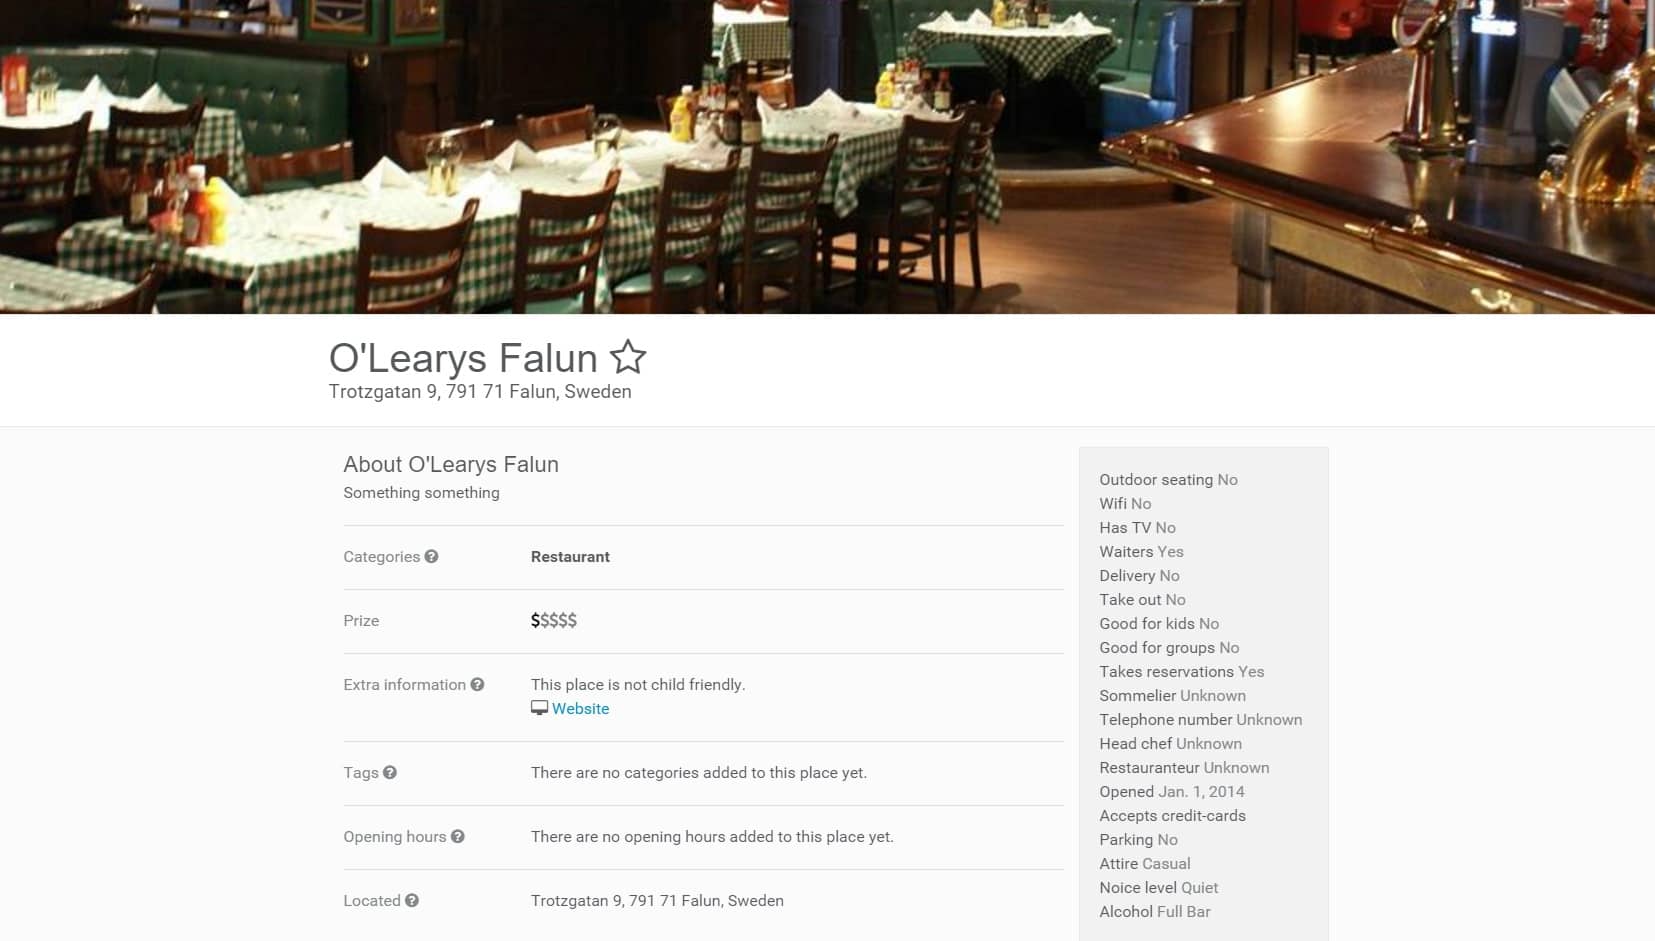 O'Learys Falun
Trotzgatan 9, 791 71 Falun, Sweden
About O'Learys Falun
Something something
Categories
Restaurant
Prize
$$$$$
Extra information
This place is not child friendly.
Website
Tags
There are no categories added to this place yet.
Opening hours
There are no opening hours added to this place yet.
Located
Trotzgatan 9, 791 71 Falun, Sweden
Outdoor seating No
Wifi No
Has TV No
Waiters Yes
Delivery No
Take out No
Good for kids No
Good for groups No
Takes reservations Yes
Sommelier Unknown
Telephone number Unknown
Head chef Unknown
Restauranteur Unknown
Opened Jan. 1, 2014
Accepts credit-cards
Parking No
Attire Casual
Noice level Quiet
Alcohol Full Bar